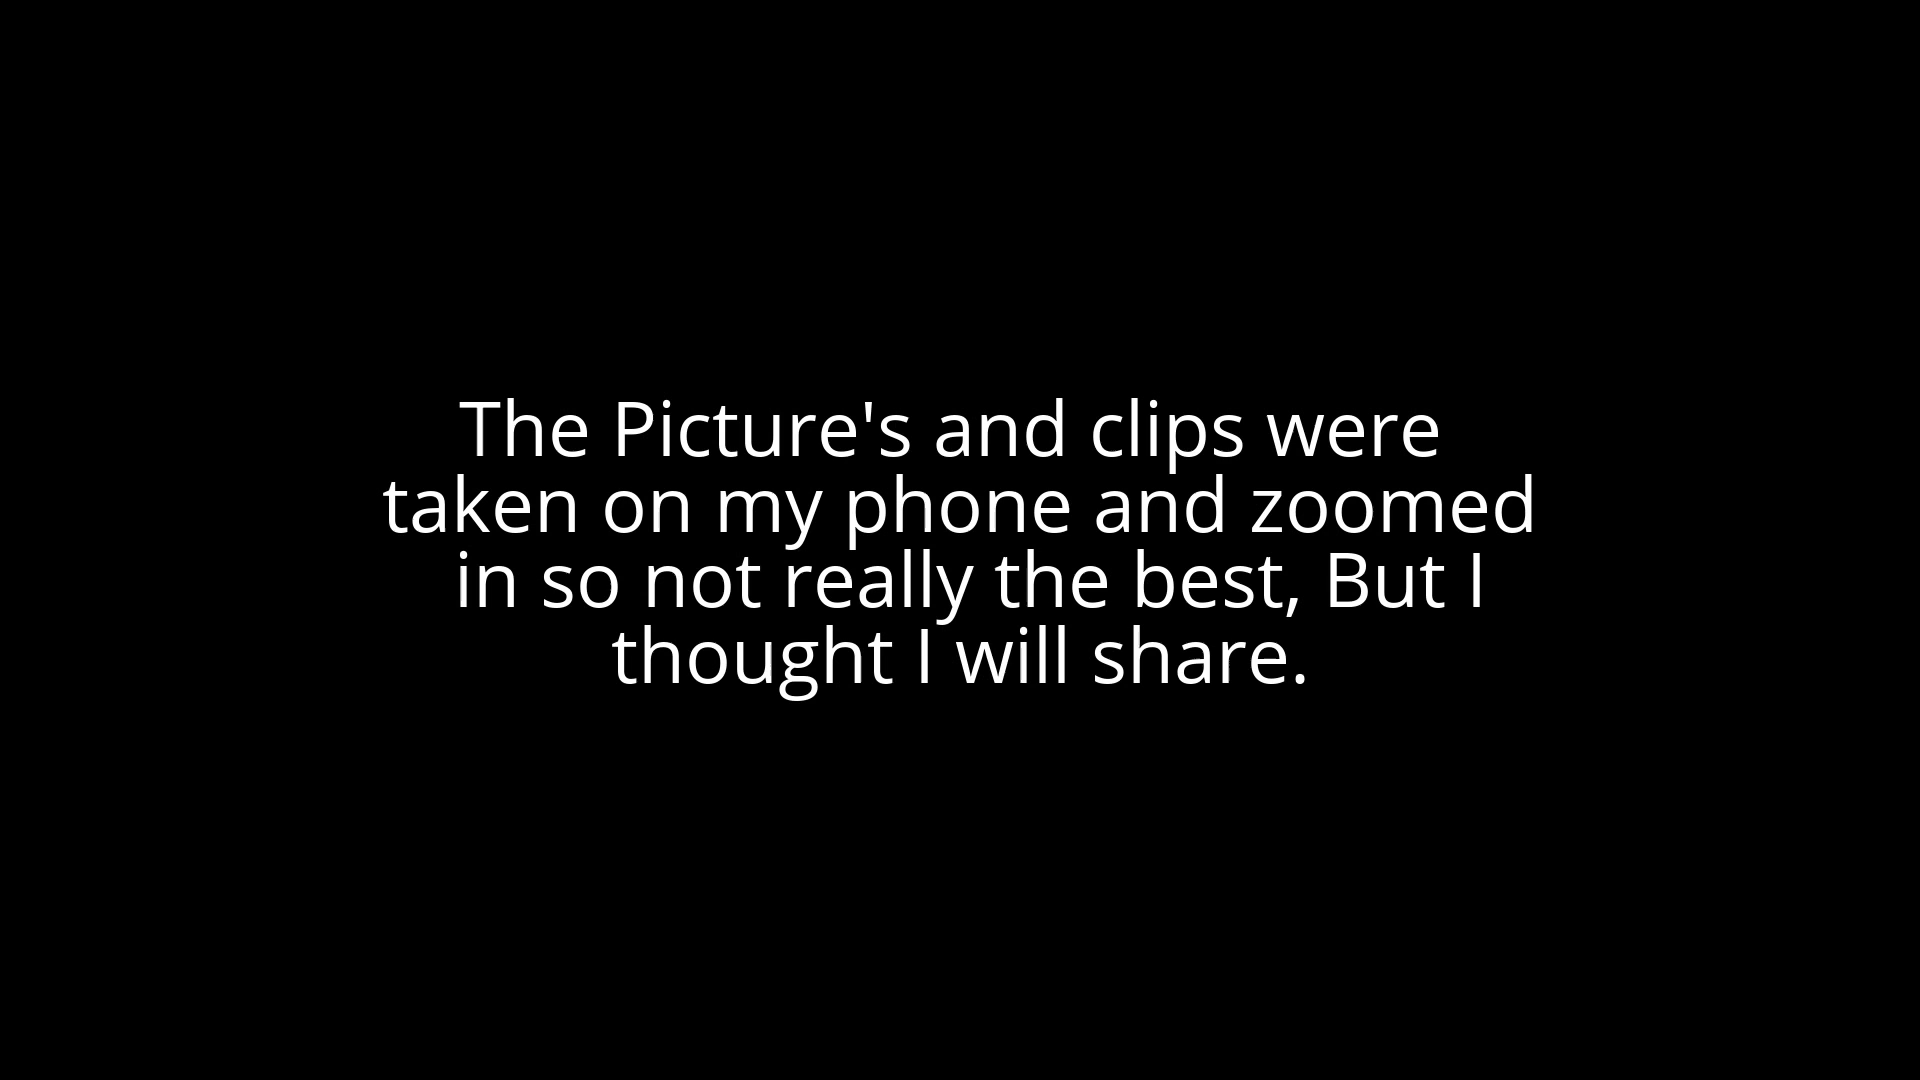 The Picture's and clips were
taken on my phone and zoomed
in so not really the best, But I
thought I will share.